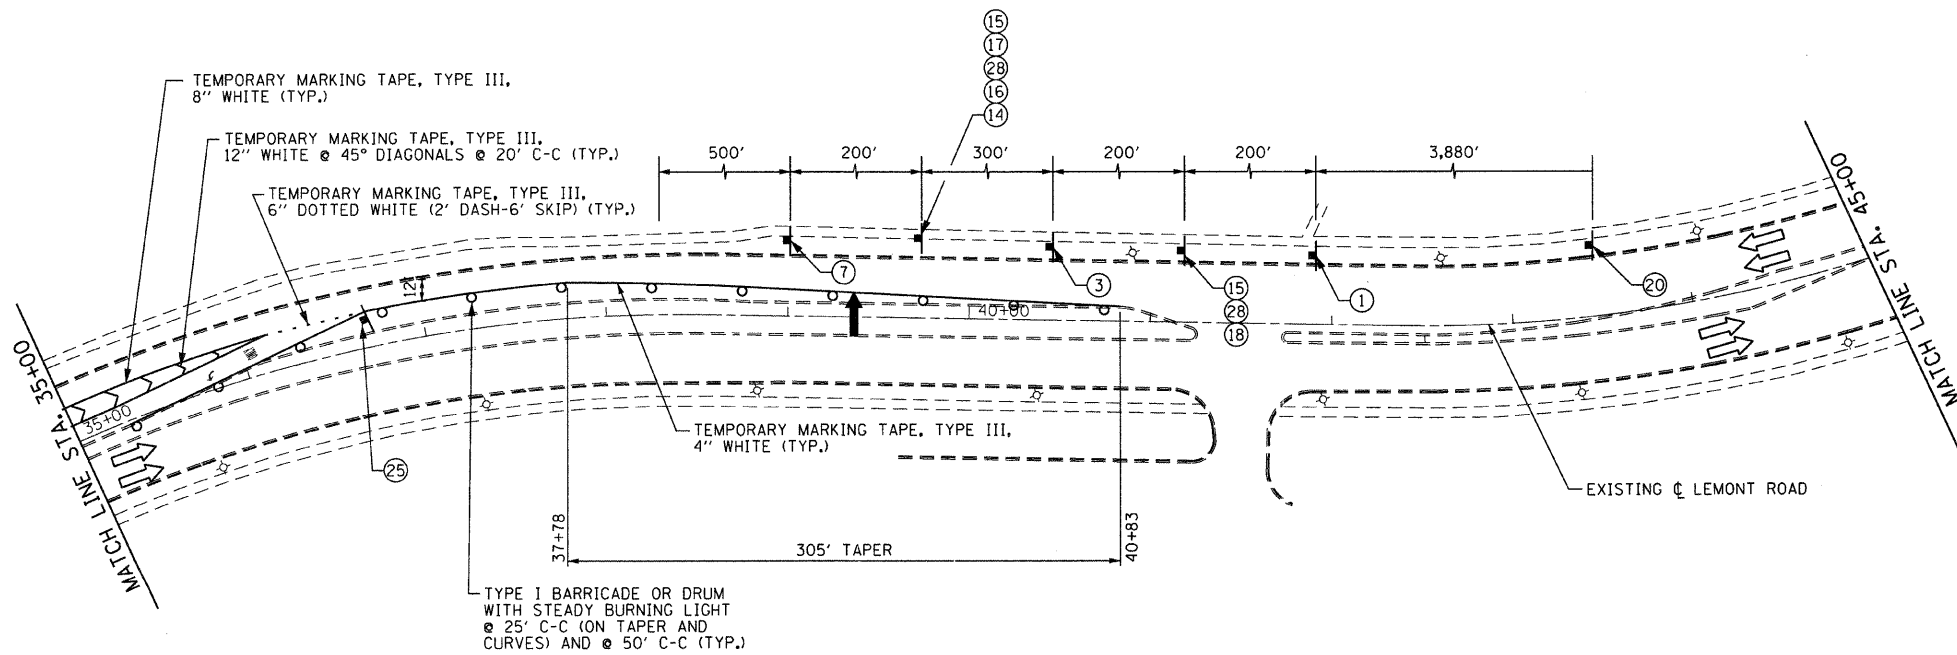 15
17
28
16
14
TEMPORARY MARKING TAPE, TYPE III,
8" WHITE (TYP.)
TEMPORARY MARKING TAPE, TYPE III,
12" WHITE @ 45° DIAGONALS @ 20' C-C (TYP.)
500'
200'
300'
200'
200'
3,880'
TEMPORARY MARKING TAPE, TYPE III,
6" DOTTED WHITE (2' DASH-6' SKIP) (TYP.)
7
3
15
28
18
1
20
12'
40+00
35+00
MATCH LINE STA. 35+00
MATCH LINE STA. 45+00
25
TEMPORARY MARKING TAPE, TYPE III,
4" WHITE (TYP.)
EXISTING ℄ LEMONT ROAD
37+78
305' TAPER
40+83
TYPE I BARRICADE OR DRUM
WITH STEADY BURNING LIGHT
@ 25' C-C (ON TAPER AND
CURVES) AND @ 50' C-C (TYP.)